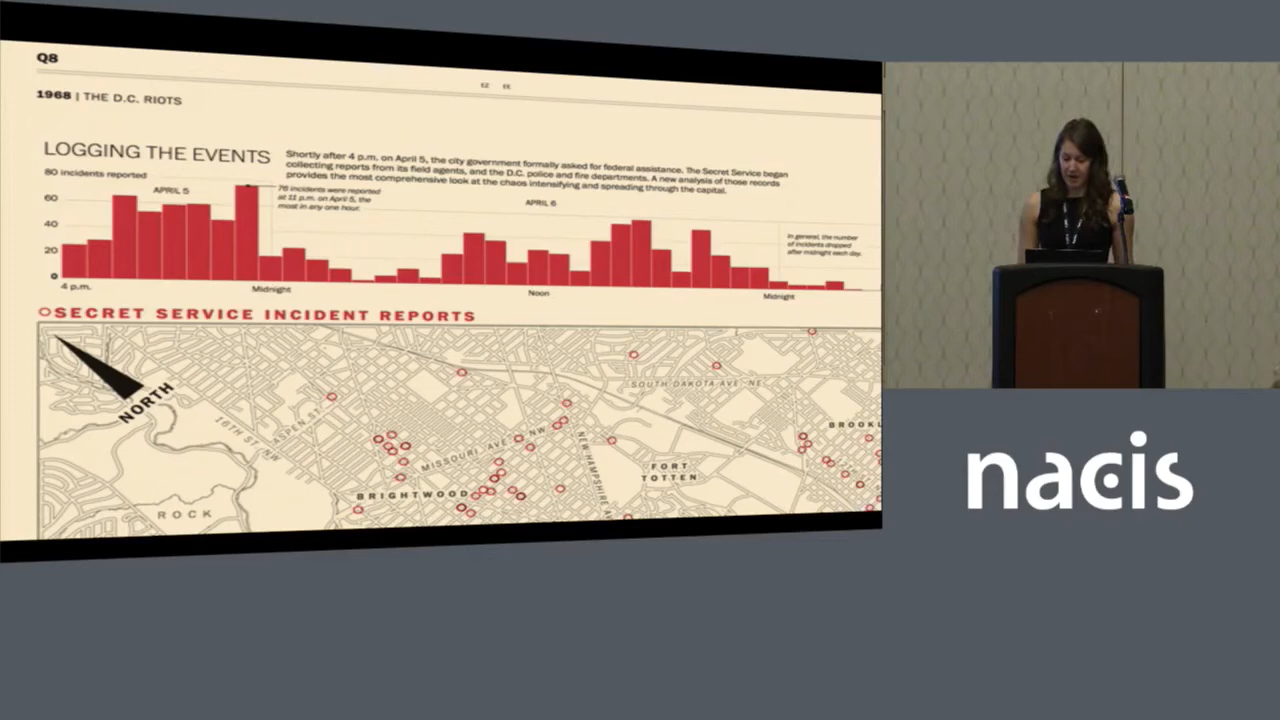 Q8
EZ EE
1968 | THE D.C. RIOTS
LOGGING THE EVENTS
Shortly after 4 p.m. on April 5, the city government formally asked for federal assistance. The Secret Service began
collecting reports from its field agents, and the D.C. police and fire departments. A new analysis of those records
provides the most comprehensive look at the chaos intensifying and spreading through the capital.
80 incidents reported
APRIL 5
76 incidents were reported
at 11 p.m. on April 5, the
most in any one hour.
APRIL 6
In general, the number
of incidents dropped
after midnight each day.
60
40
20
0
4 p.m.
Midnight
Noon
Midnight
SECRET SERVICE INCIDENT REPORTS
NORTH
16TH ST NW
ASPEN ST
MISSOURI AVE NW
NEW HAMPSHIRE AV
SOUTH DAKOTA AVE NE
BROOKL
FORT
TOTTEN
BRIGHTWOOD
ROCK
nacis